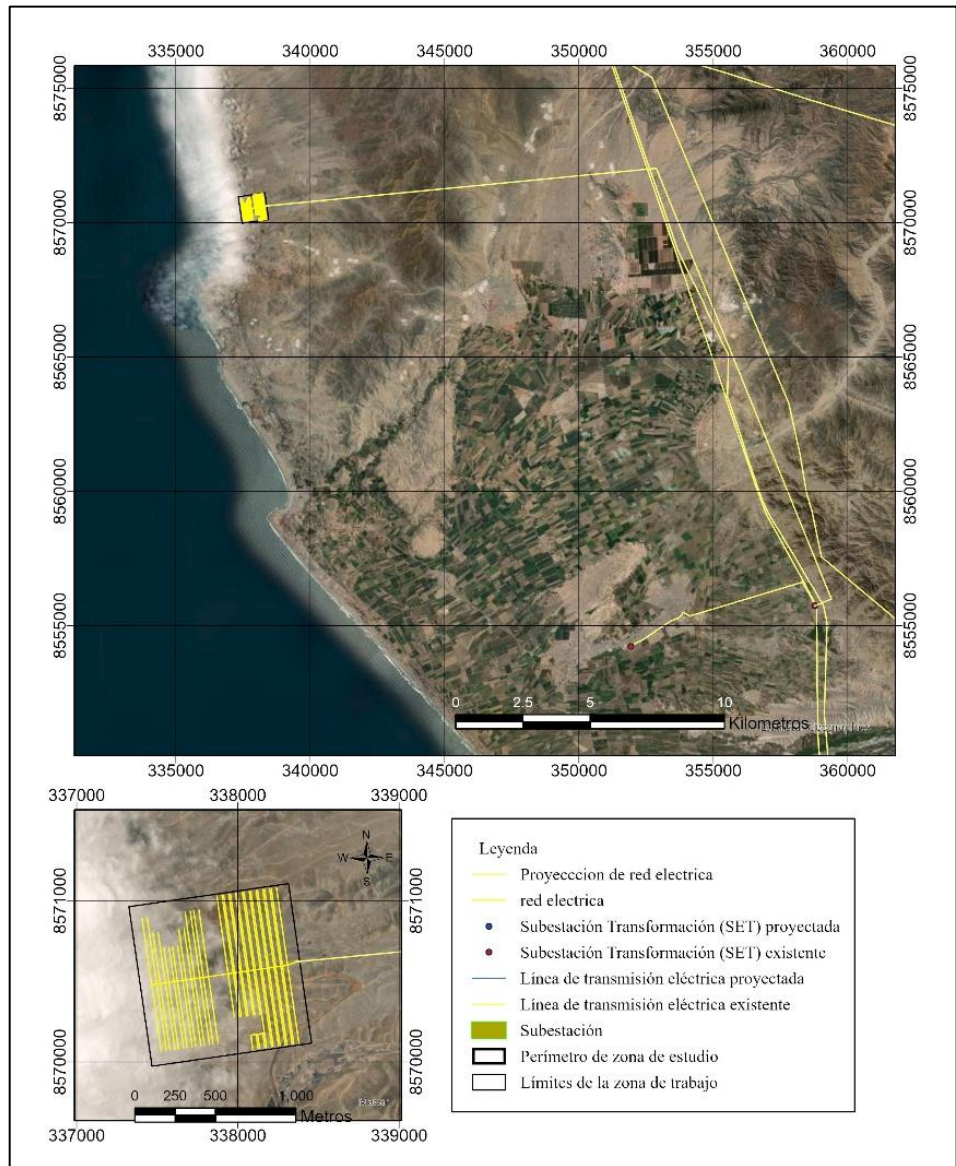 335000 340000 345000 350000 355000 360000
8575000 8575000
8570000 8570000
8565000 8565000
8560000 8560000
8555000 8555000
0 2.5 5 10
Kilometros
335000 340000 345000 350000 355000 360000
337000 338000 339000
N
W E
S
8571000 8571000
8570000 8570000
0 250 500 1,000
Metros
337000 338000 339000
Leyenda
Proyecccion de red electrica
red electrica
Subestación Transformación (SET) proyectada
Subestación Transformación (SET) existente
Línea de transmisión eléctrica proyectada
Línea de transmisión eléctrica existente
Subestación
Perímetro de zona de estudio
Límites de la zona de trabajo